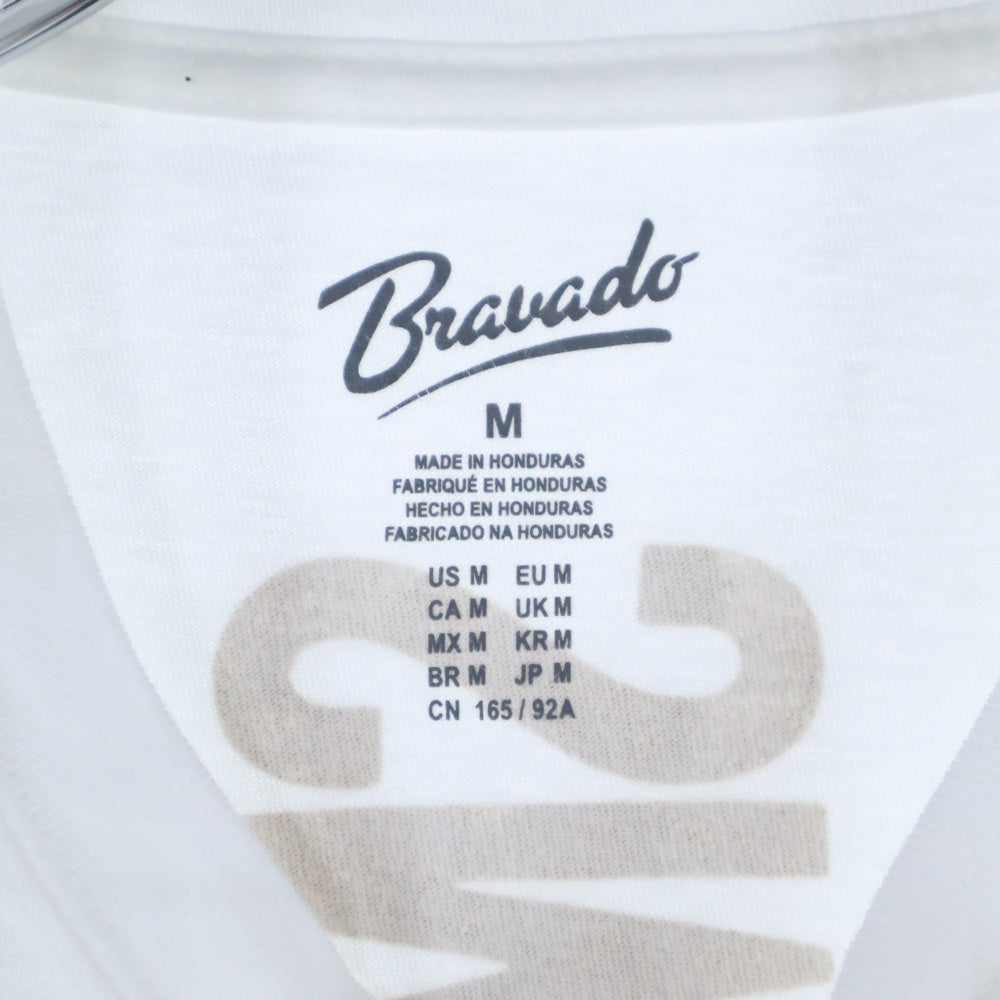 Bravado
M
MADE IN HONDURAS
FABRIQUÉ EN HONDURAS
HECHO EN HONDURAS
FABRICADO NA HONDURAS
US M EU M
CA M UK M
MX M KR M
BR M JP M
CN 165 / 92A